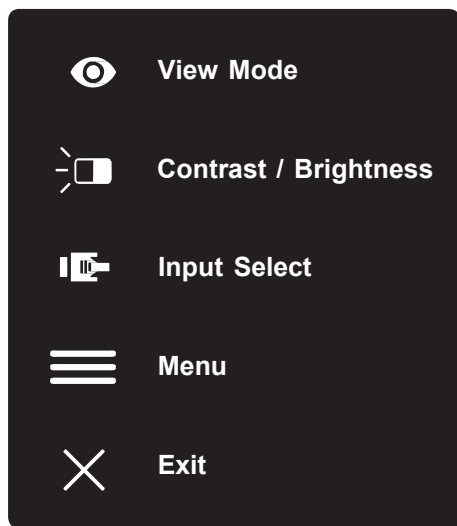 View Mode
Contrast / Brightness
Input Select
Menu
Exit